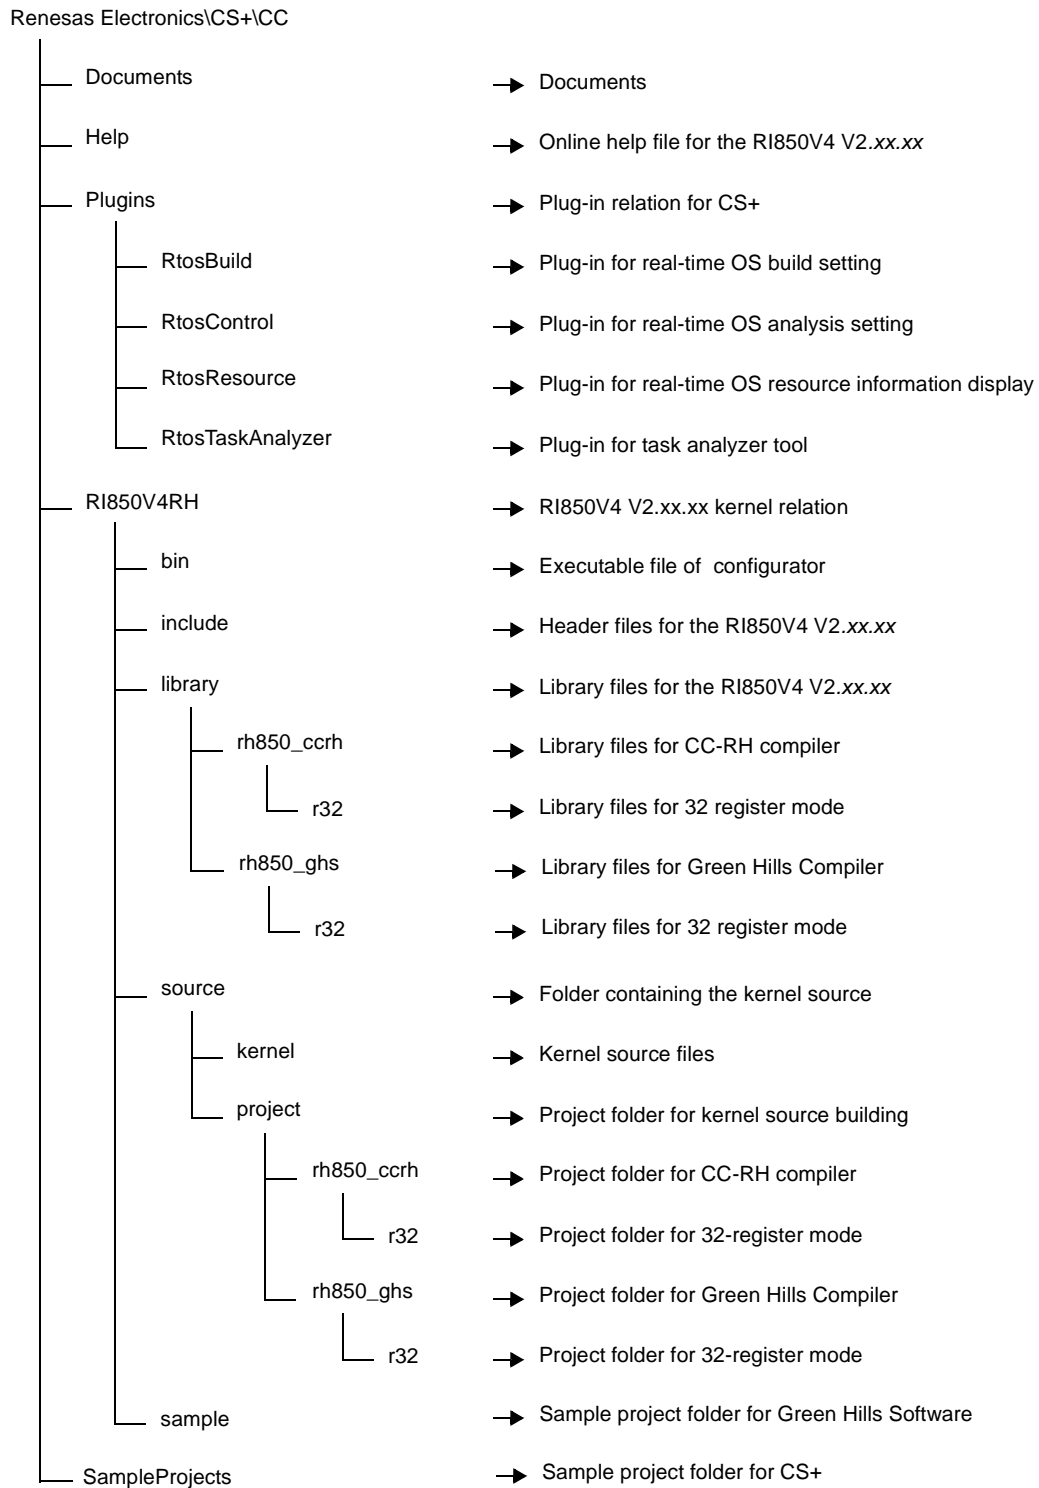 Renesas Electronics\CS+\CC
Documents Documents
Help Online help file for the RI850V4 V2.xx.xx
Plugins Plug-in relation for CS+
RtosBuild Plug-in for real-time OS build setting
RtosControl Plug-in for real-time OS analysis setting
RtosResource Plug-in for real-time OS resource information display
RtosTaskAnalyzer Plug-in for task analyzer tool
RI850V4RH RI850V4 V2.xx.xx kernel relation
bin Executable file of configurator
include Header files for the RI850V4 V2.xx.xx
library Library files for the RI850V4 V2.xx.xx
rh850_ccrh Library files for CC-RH compiler
r32 Library files for 32 register mode
rh850_ghs Library files for Green Hills Compiler
r32 Library files for 32 register mode
source Folder containing the kernel source
kernel Kernel source files
project Project folder for kernel source building
rh850_ccrh Project folder for CC-RH compiler
r32 Project folder for 32-register mode
rh850_ghs Project folder for Green Hills Compiler
r32 Project folder for 32-register mode
sample Sample project folder for Green Hills Software
SampleProjects Sample project folder for CS+